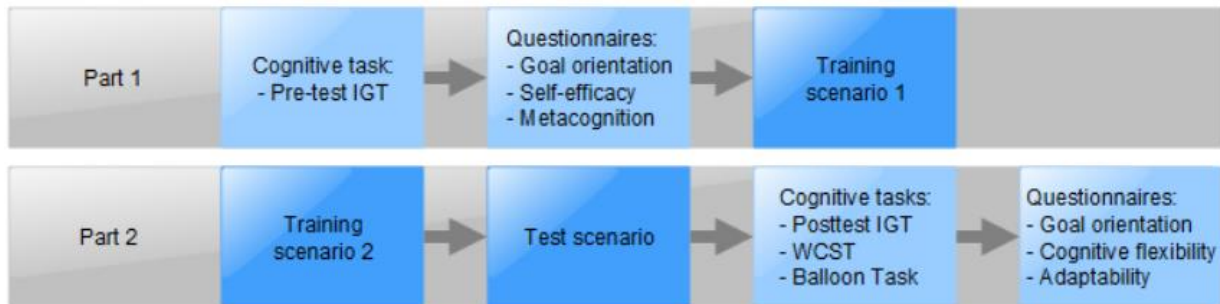 Part 1
Cognitive task:
- Pre-test IGT
Questionnaires:
- Goal orientation
- Self-efficacy
- Metacognition
Training
scenario 1
Part 2
Training
scenario 2
Test scenario
Cognitive tasks:
- Posttest IGT
- WCST
- Balloon Task
Questionnaires:
- Goal orientation
- Cognitive flexibility
- Adaptability